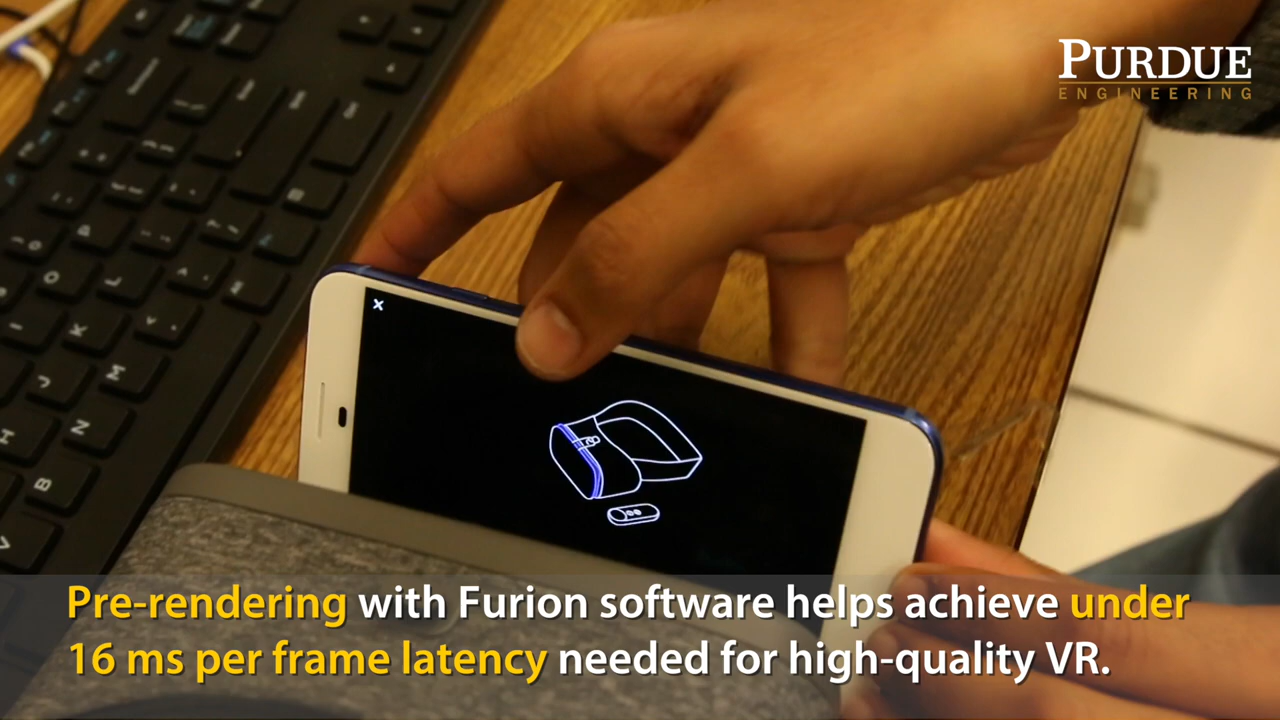 PURDUE
ENGINEERING
Pre-rendering with Furion software helps achieve under
16 ms per frame latency needed for high-quality VR.